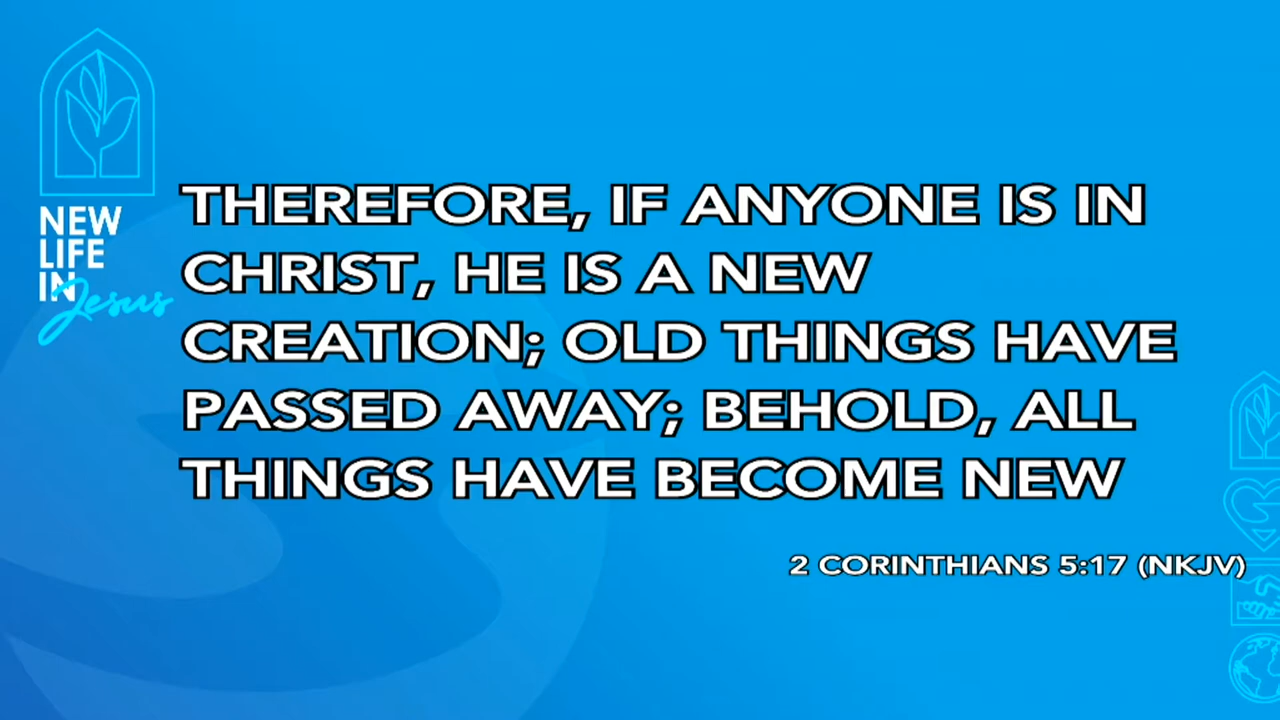 NEW
LIFE
IN
Jesus
THEREFORE, IF ANYONE IS IN
CHRIST, HE IS A NEW
CREATION; OLD THINGS HAVE
PASSED AWAY; BEHOLD, ALL
THINGS HAVE BECOME NEW
2 CORINTHIANS 5:17 (NKJV)